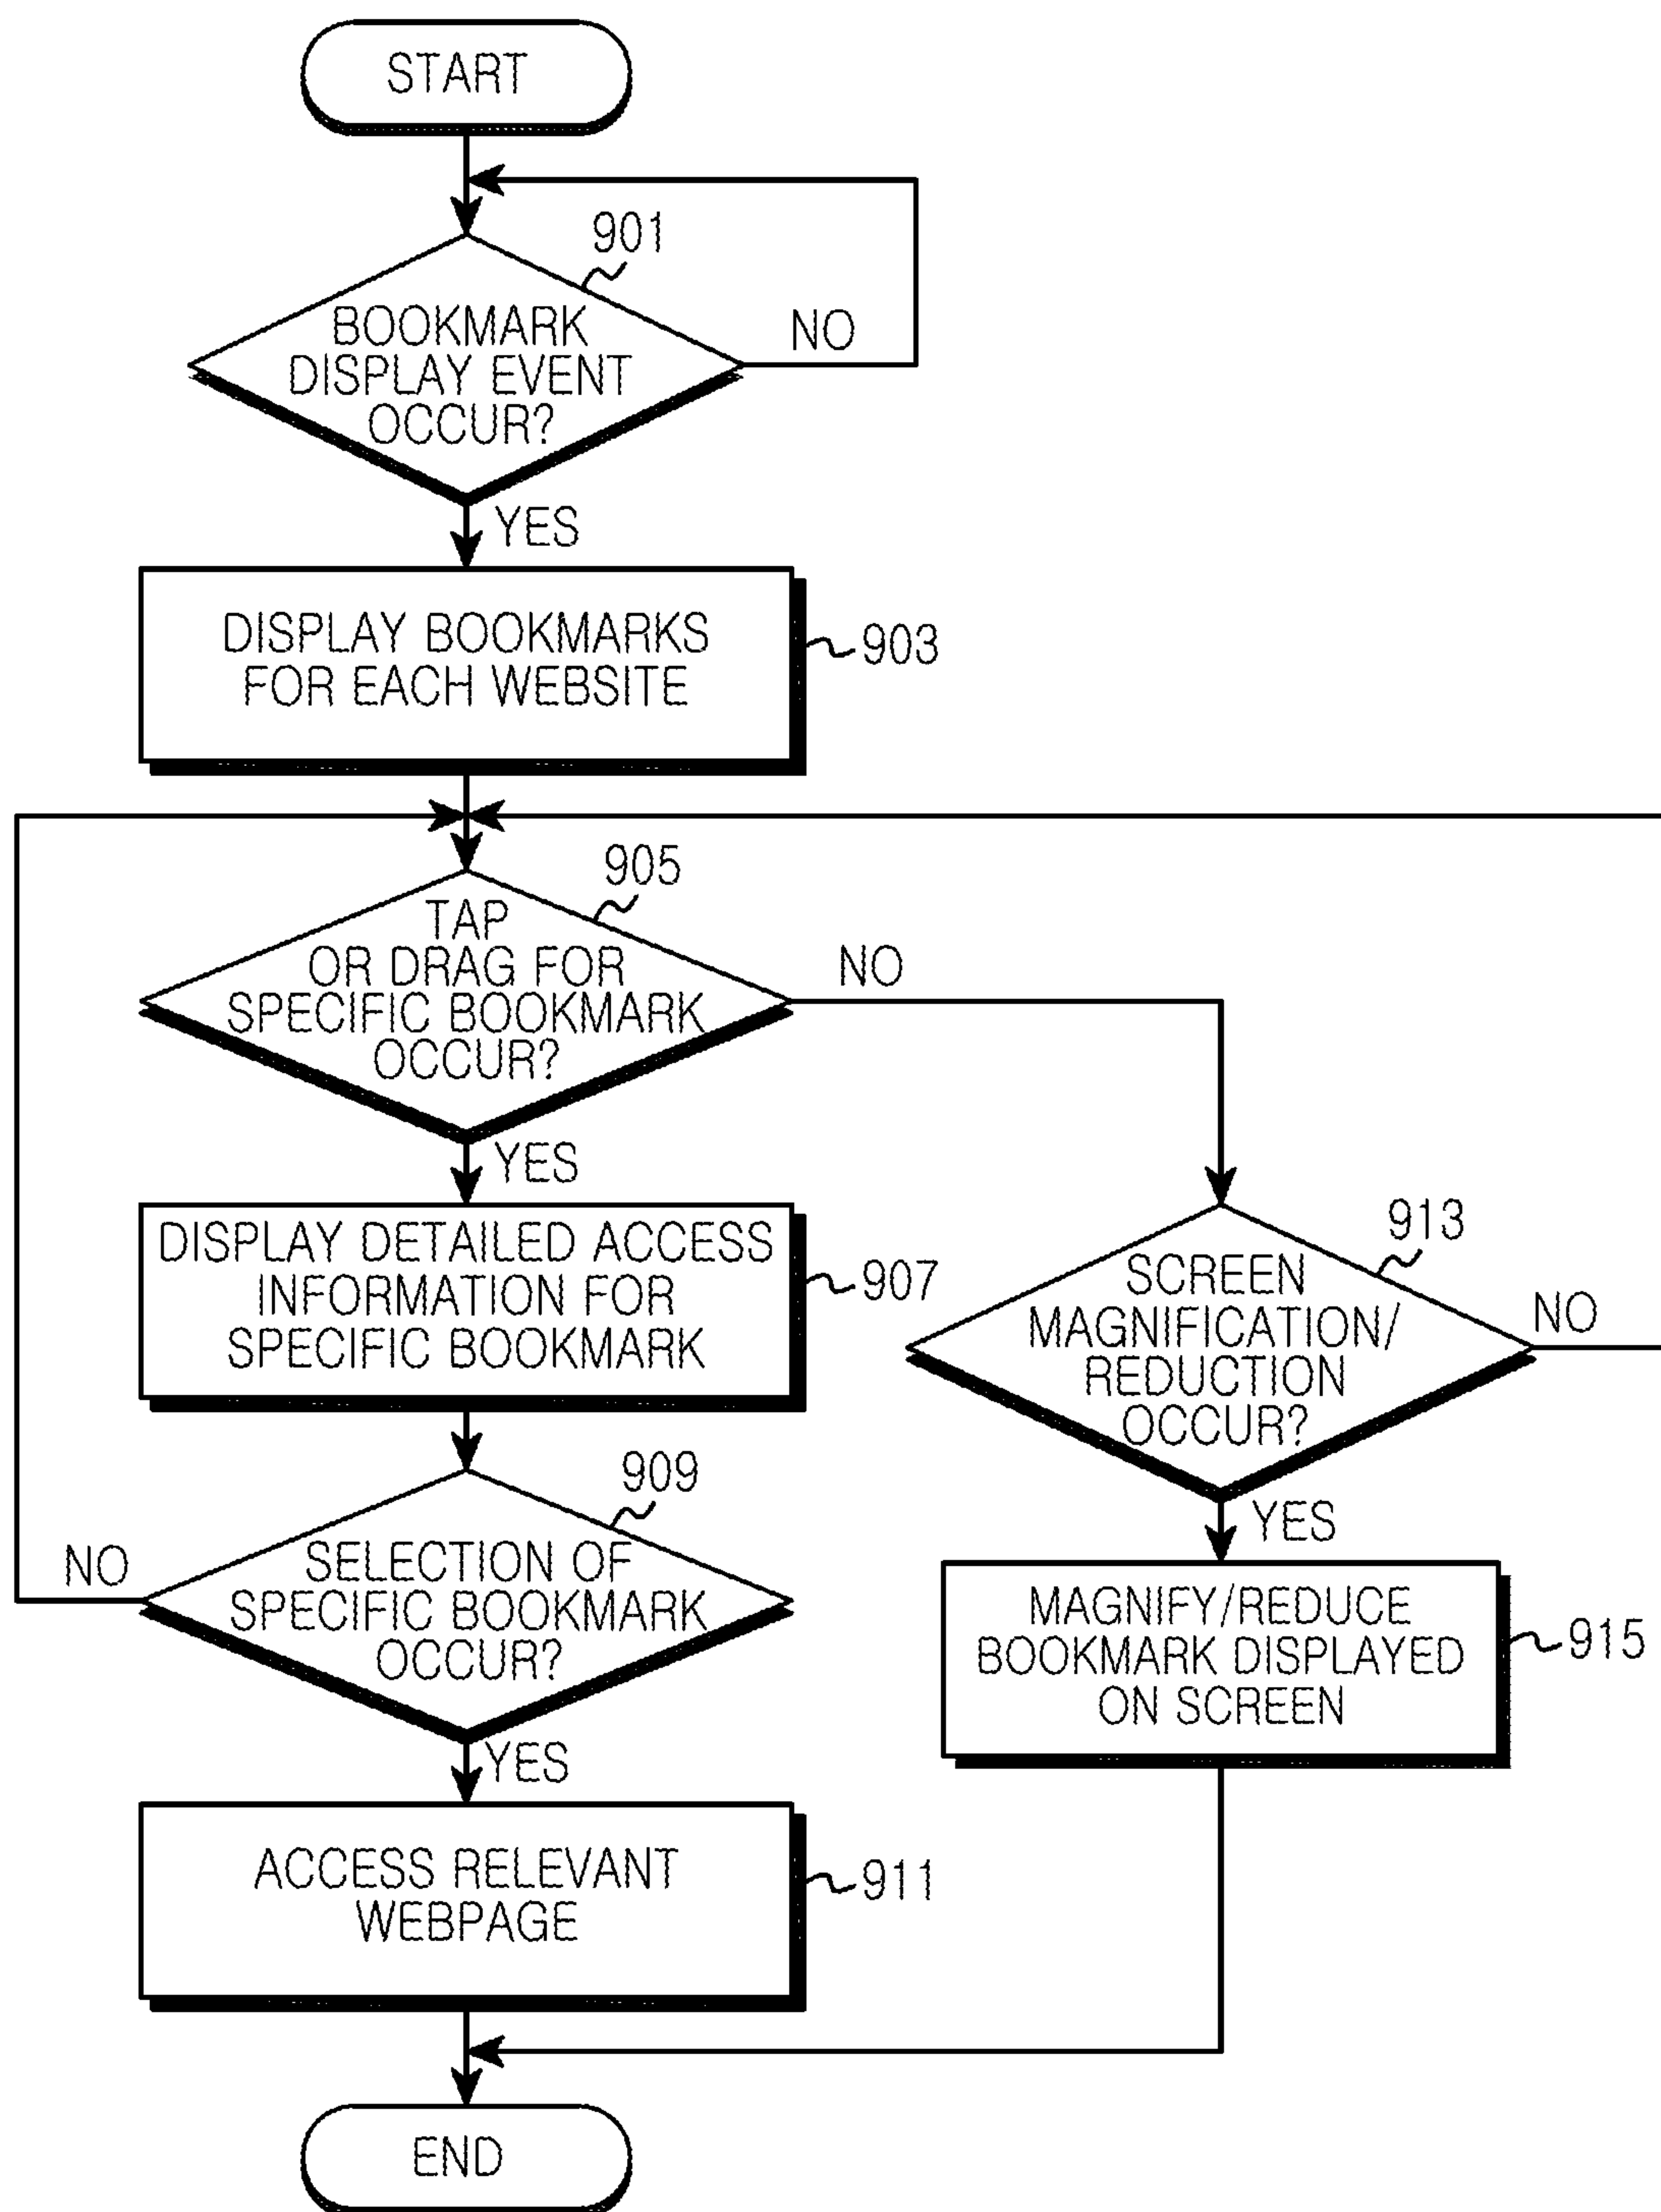 START
901
BOOKMARK
DISPLAY EVENT
OCCUR?
NO
YES
DISPLAY BOOKMARKS
FOR EACH WEBSITE
903
905
TAP
OR DRAG FOR
SPECIFIC BOOKMARK
OCCUR?
NO
YES
DISPLAY DETAILED ACCESS
INFORMATION FOR
SPECIFIC BOOKMARK
907
913
SCREEN
MAGNIFICATION/
REDUCTION
OCCUR?
NO
YES
909
SELECTION OF
SPECIFIC BOOKMARK
OCCUR?
NO
YES
MAGNIFY/REDUCE
BOOKMARK DISPLAYED
ON SCREEN
915
ACCESS RELEVANT
WEBPAGE
911
END